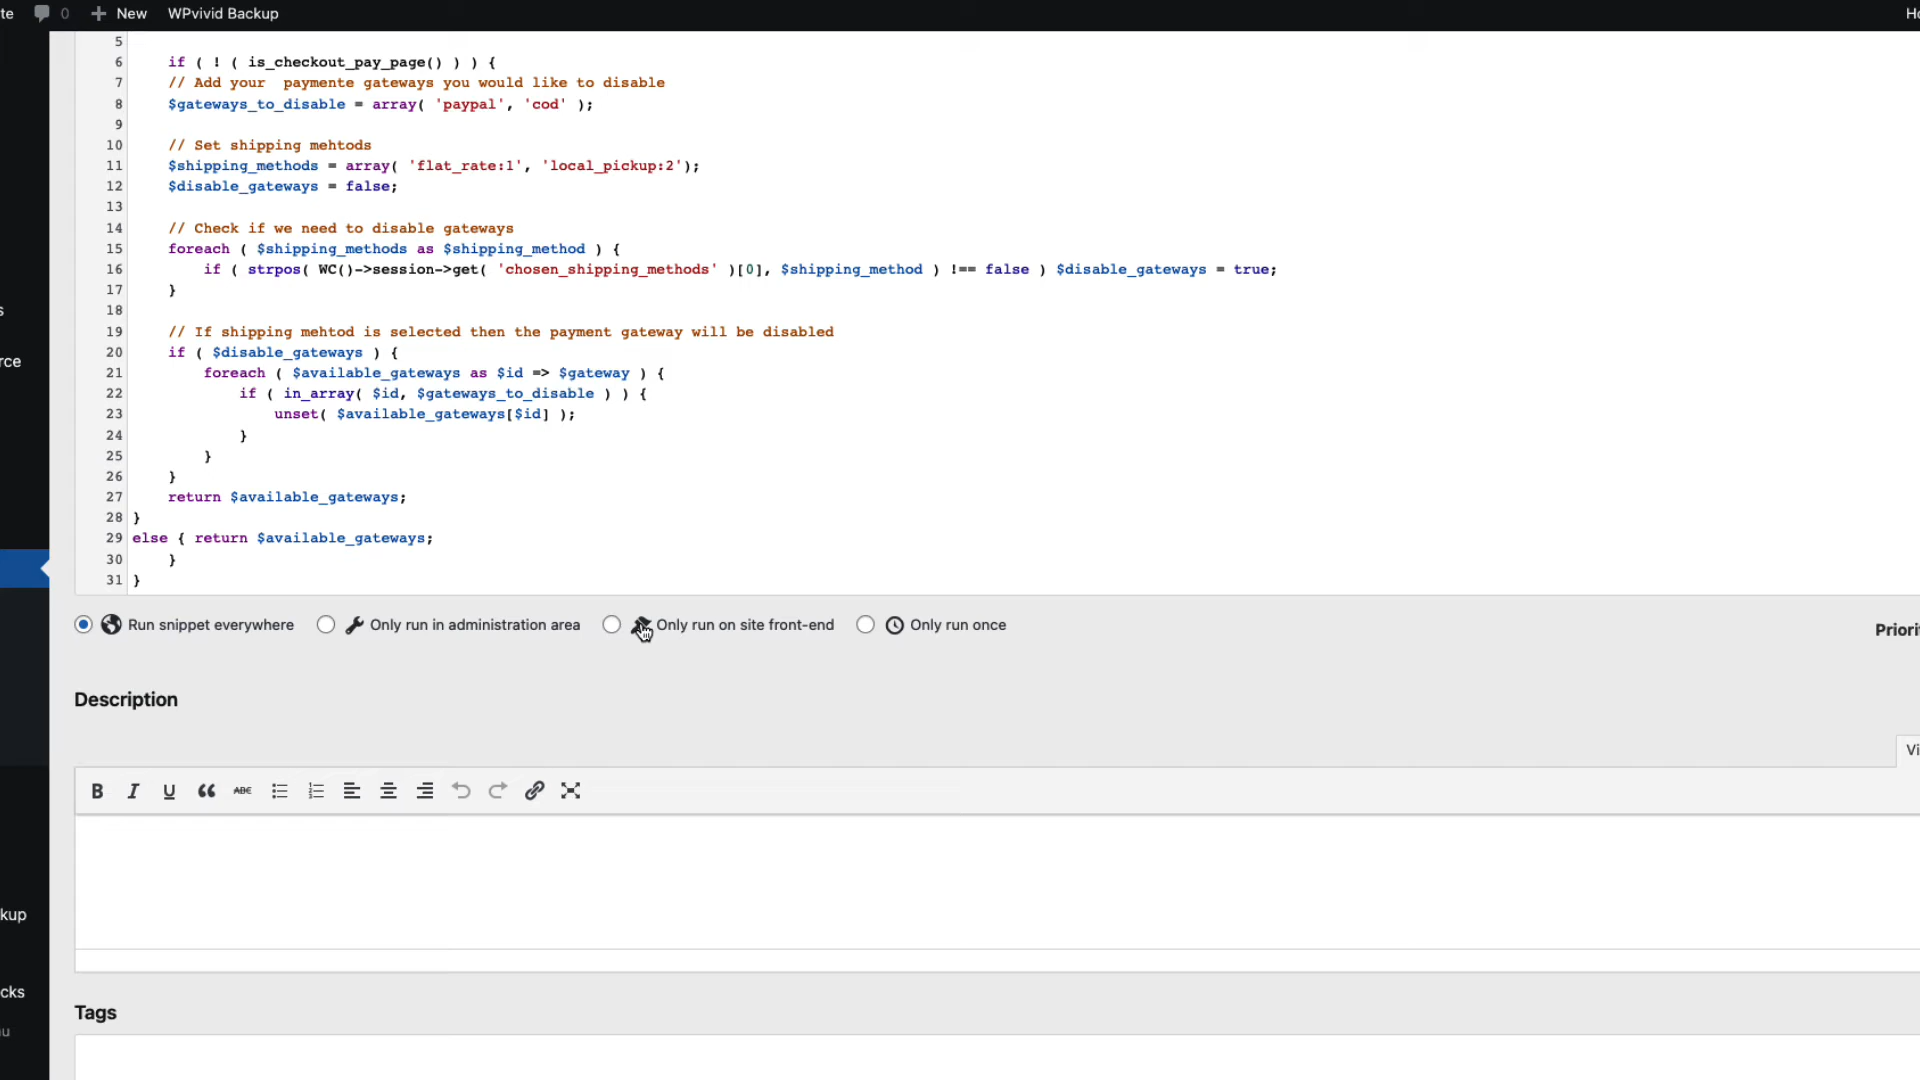 te 0 New WPvivid Backup
5
6 if ( ! ( is_checkout_pay_page() ) ) {
7 // Add your  paymente gateways you would like to disable
8 $gateways_to_disable = array( 'paypal', 'cod' );
9
10 // Set shipping mehtods
11 $shipping_methods = array( 'flat_rate:1', 'local_pickup:2');
12 $disable_gateways = false;
13
14 // Check if we need to disable gateways
15 foreach ( $shipping_methods as $shipping_method ) {
16 if ( strpos( WC()->session->get( 'chosen_shipping_methods' )[0], $shipping_method ) !== false ) $disable_gateways = true;
17 }
18
19 // If shipping mehtod is selected then the payment gateway will be disabled
20 if ( $disable_gateways ) {
21 foreach ( $available_gateways as $id => $gateway ) {
22 if ( in_array( $id, $gateways_to_disable ) ) {
23 unset( $available_gateways[$id] );
24 }
25 }
26 }
27 return $available_gateways;
28 }
29 else { return $available_gateways;
30 }
31 }
s
rce
Run snippet everywhere Only run in administration area Only run on site front-end Only run once
Description
B I U ABC
kup
cks
Tags